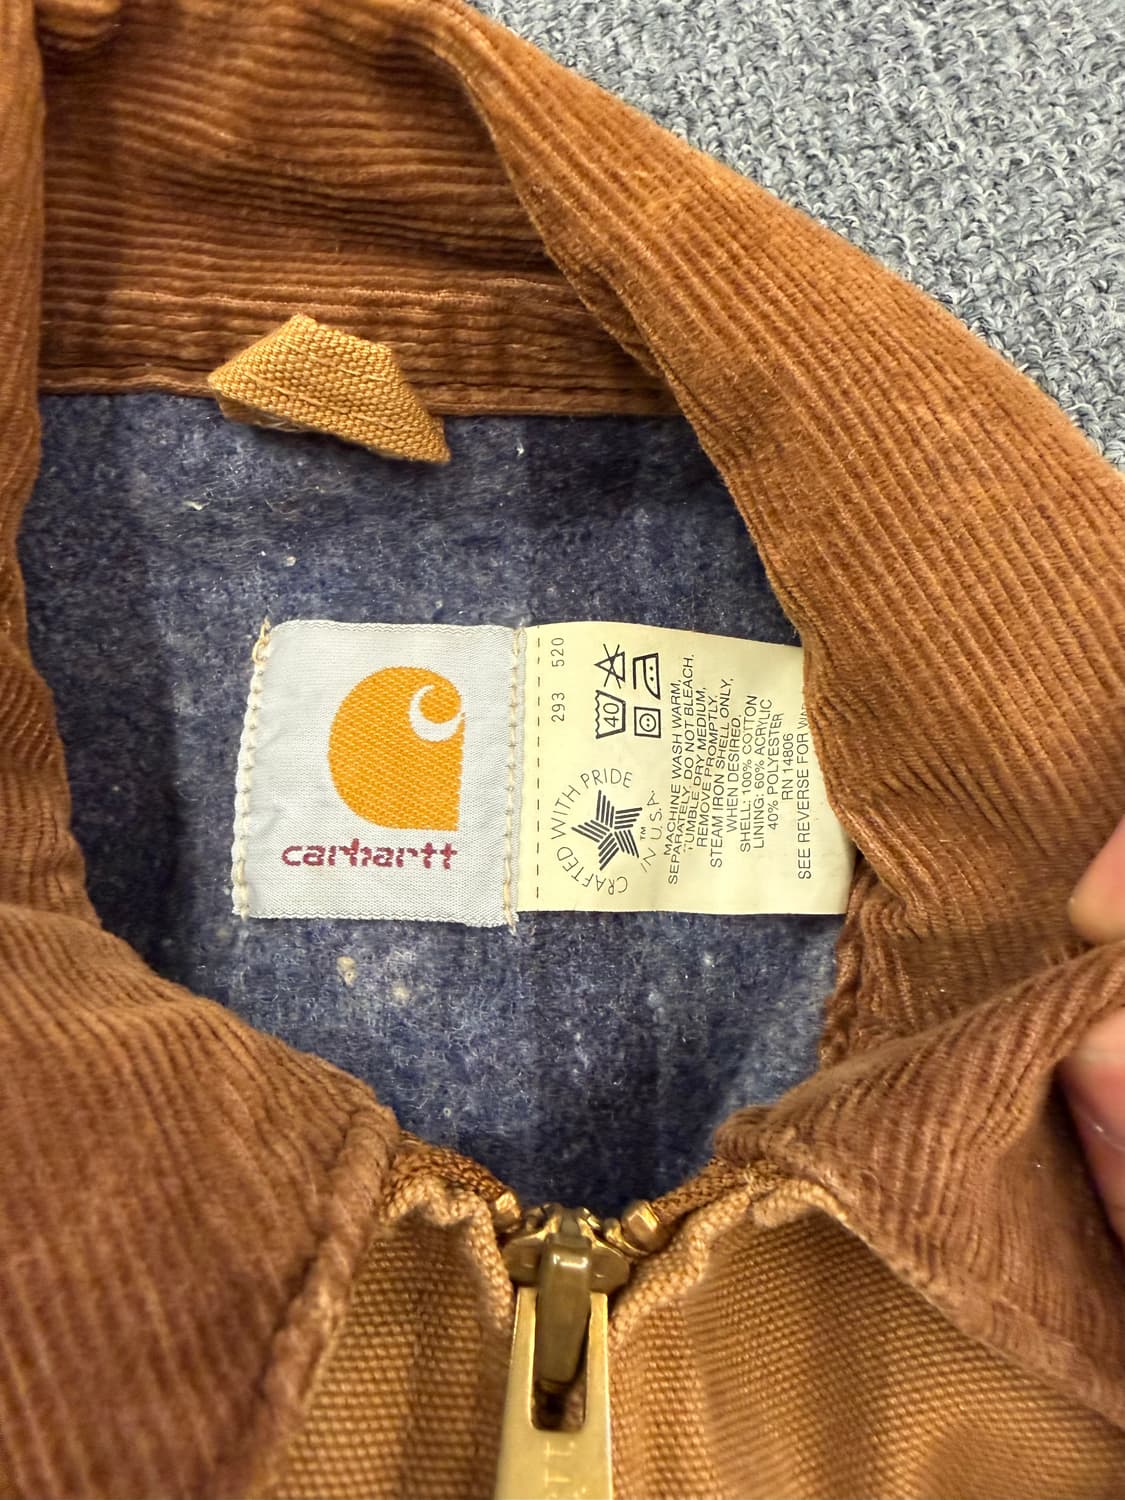 carhartt
293 520
40
CRAFTED WITH PRIDE
IN U.S.A.
TM
MACHINE WASH WARM,
SEPARATELY, DO NOT BLEACH.
TUMBLE DRY MEDIUM,
REMOVE PROMPTLY.
STEAM IRON SHELL ONLY,
WHEN DESIRED.
SHELL: 100% COTTON
LINING: 60% ACRYLIC
40% POLYESTER
RN 14806
SEE REVERSE FOR